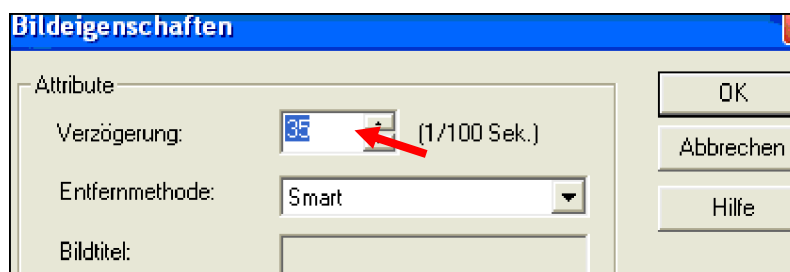 Bildeigenschaften
Attribute
Verzögerung: 35 (1/100 Sek.)
Entfernmethode: Smart
Bildtitel:
OK
Abbrechen
Hilfe